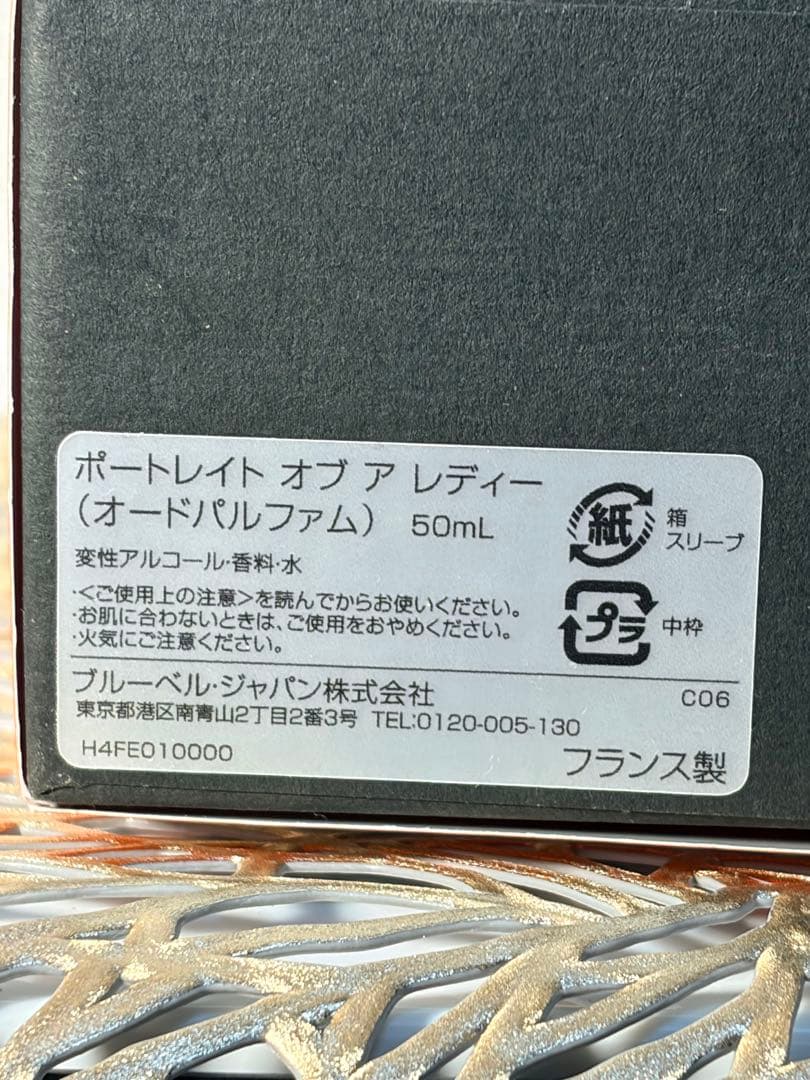 ポートレイト オブ ア レディー
（オードパルファム） 50mL
変性アルコール・香料・水
・＜ご使用上の注意＞を読んでからお使いください。
・お肌に合わないときは、ご使用をおやめください。
・火気にご注意ください。
紙 箱
スリーブ
プラ 中枠
ブルーベル・ジャパン株式会社 C06
東京都港区南青山2丁目2番3号 TEL:0120-005-130
H4FE010000 フランス製